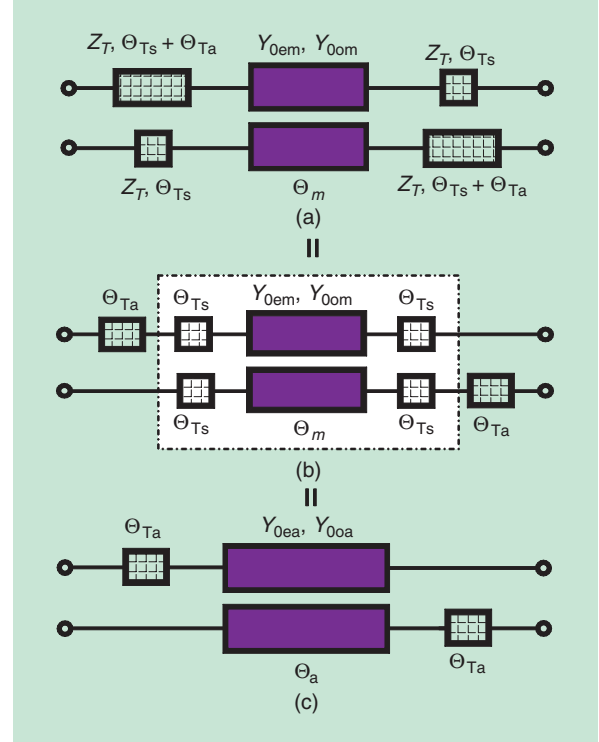 Z_T, Θ_Ts + Θ_Ta
Y_0em, Y_0om
Z_T, Θ_Ts
Z_T, Θ_Ts
Θ_m
Z_T, Θ_Ts + Θ_Ta
(a)
=
Θ_Ta
Θ_Ts
Y_0em, Y_0om
Θ_Ts
Θ_Ts
Θ_m
Θ_Ts
Θ_Ta
(b)
=
Θ_Ta
Y_0ea, Y_0oa
Θ_a
Θ_Ta
(c)